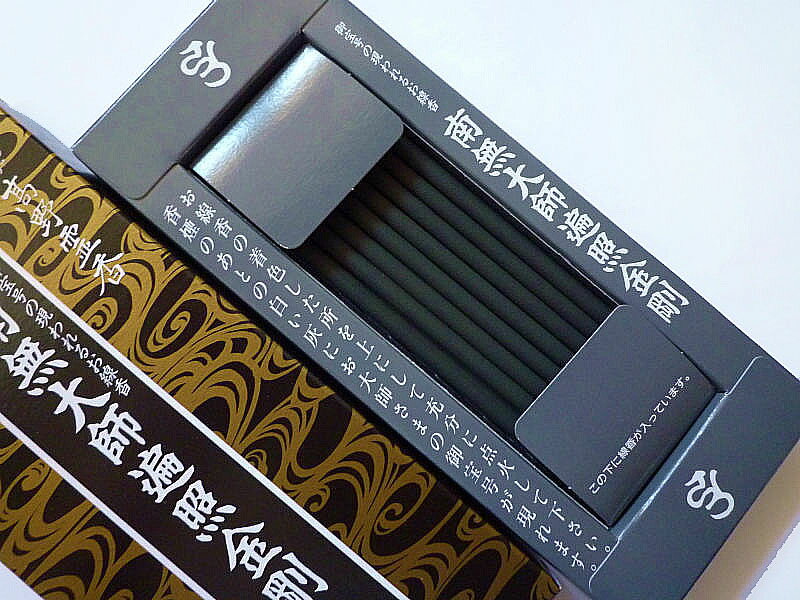 御宝号の現われるお線香
南無大師遍照金剛
お線香の着色した所を上にして充分に点火して下さい。
香煙のあとの白い灰にお大師さまの御宝号が現れます。
この下に線香が入っています。
高野霊香
御宝号の現われるお線香
南無大師遍照金剛